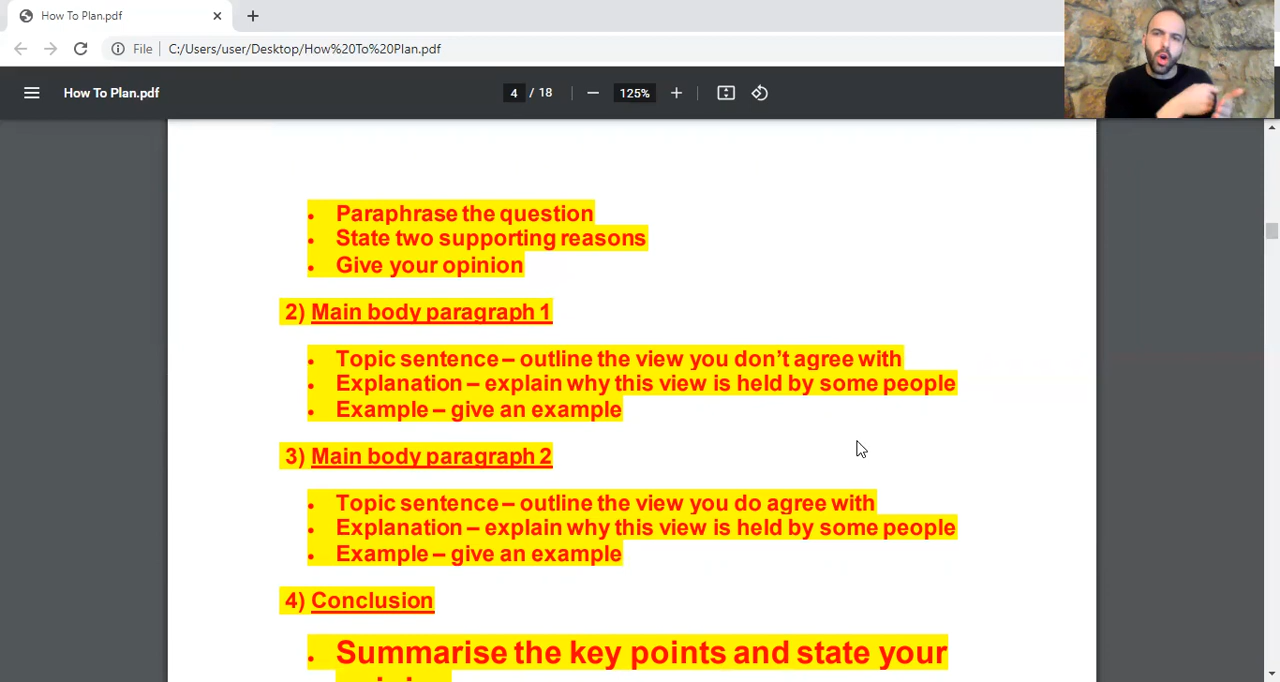 How To Plan.pdf
File C:/Users/user/Desktop/How%20To%20Plan.pdf
How To Plan.pdf 4 / 18 125%
• Paraphrase the question
• State two supporting reasons
• Give your opinion
2) Main body paragraph 1
• Topic sentence – outline the view you don’t agree with
• Explanation – explain why this view is held by some people
• Example – give an example
3) Main body paragraph 2
• Topic sentence – outline the view you do agree with
• Explanation – explain why this view is held by some people
• Example – give an example
4) Conclusion
• Summarise the key points and state your